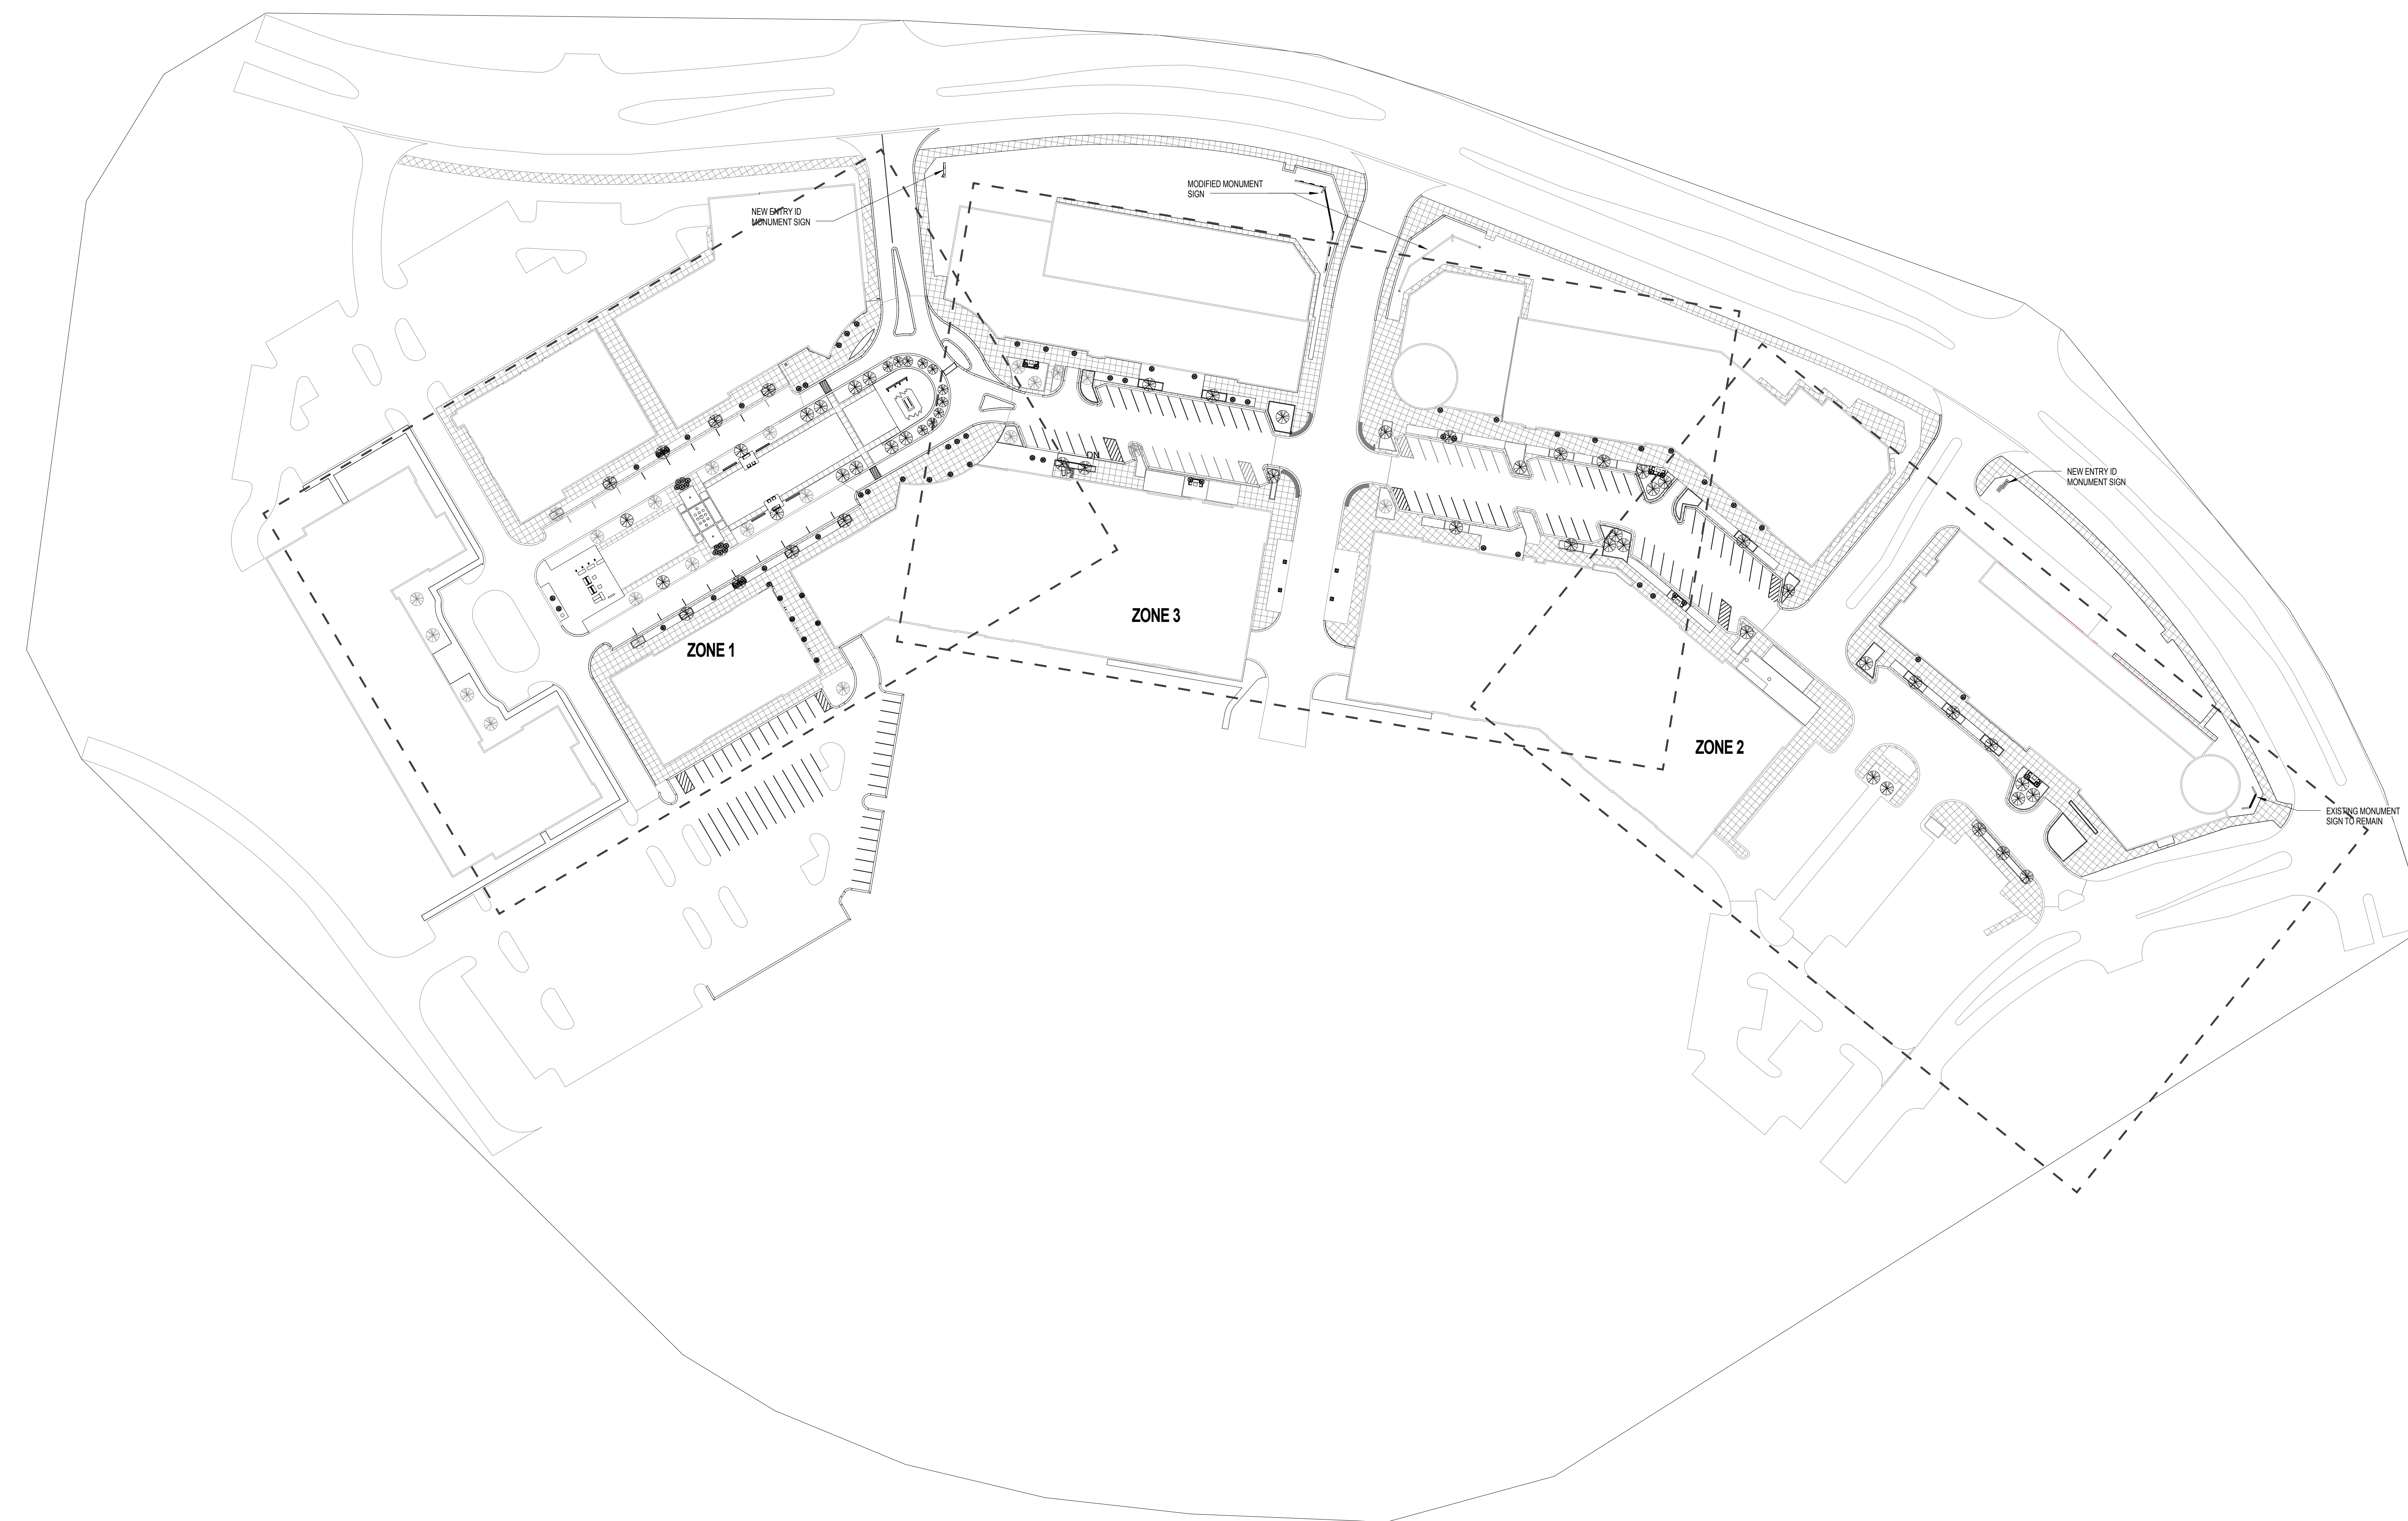 MODIFIED MONUMENT
SIGN
NEW ENTRY ID
MONUMENT SIGN
DN
NEW ENTRY ID
MONUMENT SIGN
ZONE 3
ZONE 1
ZONE 2
EXISTING MONUMENT
SIGN TO REMAIN